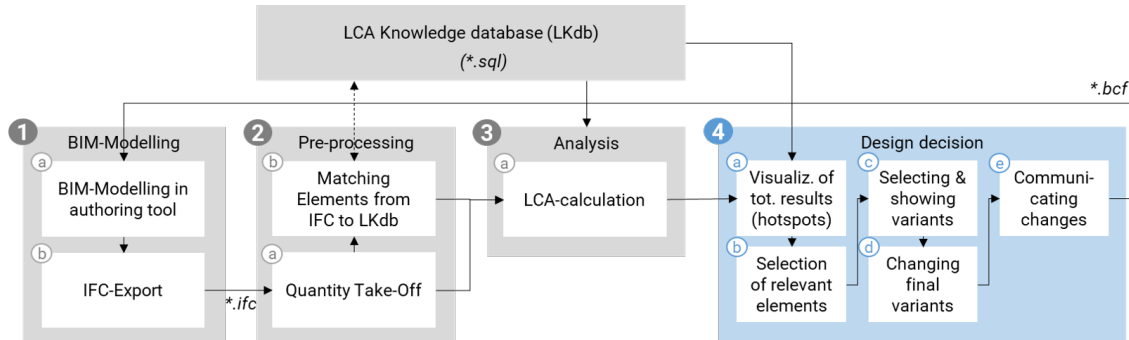 LCA Knowledge database (LKdb)
(*.sql)
*.bcf
1
BIM-Modelling
a
BIM-Modelling in
authoring tool
b
IFC-Export
*.ifc
2
Pre-processing
b
Matching
Elements from
IFC to LKdb
a
Quantity Take-Off
3
Analysis
a
LCA-calculation
4
Design decision
a
Visualiz. of
tot. results
(hotspots)
b
Selection
of relevant
elements
c
Selecting &
showing
variants
d
Changing
final
variants
e
Communi-
cating
changes